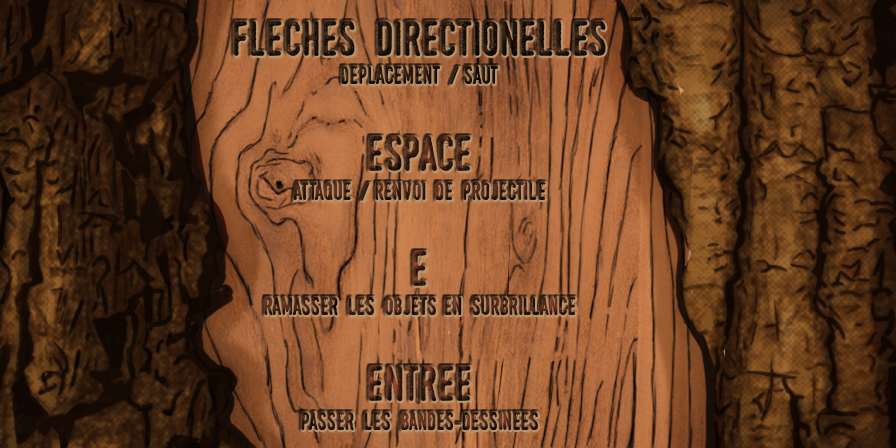 FLECHES DIRECTIONELLES
DEPLACEMENT / SAUT
ESPACE
ATTAQUE / RENVOI DE PROJECTILE
E
RAMASSER LES OBJETS EN SURBRILLANCE
ENTREE
PASSER LES BANDES-DESSINEES